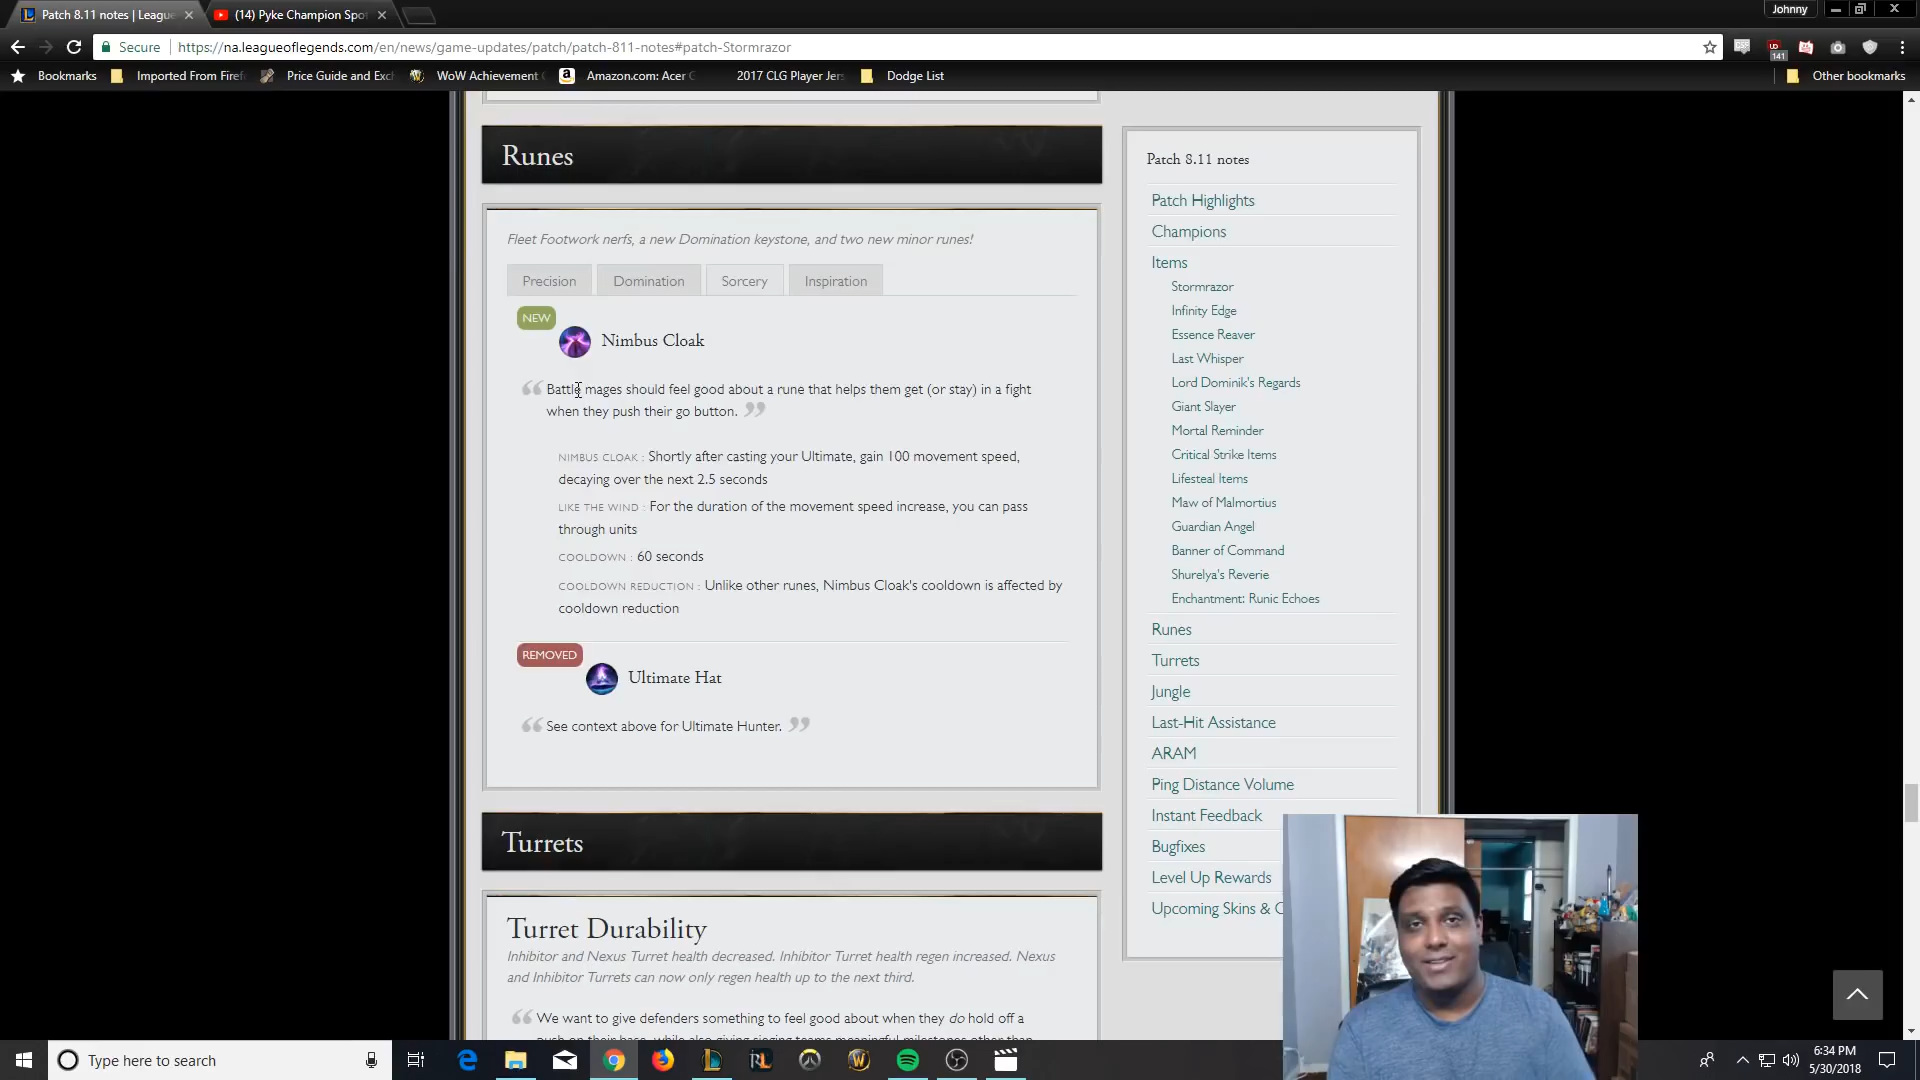 Patch 8.11 notes | Leagu
(14) Pyke Champion Spo
Johnny
Secure
https://na.leagueoflegends.com/en/news/game-updates/patch/patch-811-notes#patch-Stormrazor
141
Bookmarks
Imported From Firef
Price Guide and Exc
WoW Achievement
Amazon.com: Acer
2017 CLG Player Jers
Dodge List
Other bookmarks
Runes
Fleet Footwork nerfs, a new Domination keystone, and two new minor runes!
Precision
Domination
Sorcery
Inspiration
NEW
Nimbus Cloak
Battle mages should feel good about a rune that helps them get (or stay) in a fight
when they push their go button.
NIMBUS CLOAK : Shortly after casting your Ultimate, gain 100 movement speed,
decaying over the next 2.5 seconds
LIKE THE WIND : For the duration of the movement speed increase, you can pass
through units
COOLDOWN : 60 seconds
COOLDOWN REDUCTION : Unlike other runes, Nimbus Cloak's cooldown is affected by
cooldown reduction
REMOVED
Ultimate Hat
See context above for Ultimate Hunter.
Turrets
Turret Durability
Inhibitor and Nexus Turret health decreased. Inhibitor Turret health regen increased. Nexus
and Inhibitor Turrets can now only regen health up to the next third.
We want to give defenders something to feel good about when they do hold off a
Patch 8.11 notes
Patch Highlights
Champions
Items
Stormrazor
Infinity Edge
Essence Reaver
Last Whisper
Lord Dominik's Regards
Giant Slayer
Mortal Reminder
Critical Strike Items
Lifesteal Items
Maw of Malmortius
Guardian Angel
Banner of Command
Shurelya's Reverie
Enchantment: Runic Echoes
Runes
Turrets
Jungle
Last-Hit Assistance
ARAM
Ping Distance Volume
Instant Feedback
Bugfixes
Level Up Rewards
Upcoming Skins & C
Type here to search
6:34 PM
5/30/2018